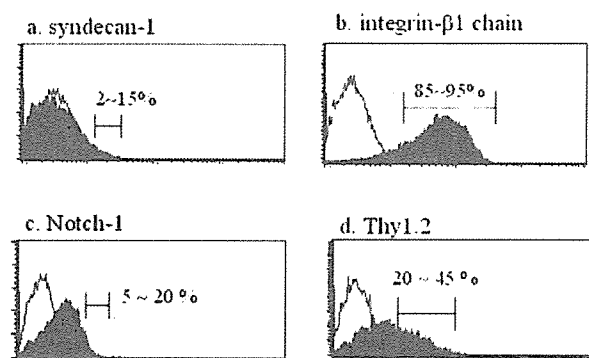 a. syndecan-1
2~15%
b. integrin-β1 chain
85~95%
c. Notch-1
5 ~ 20 %
d. Thy1.2
20 ~ 45 %